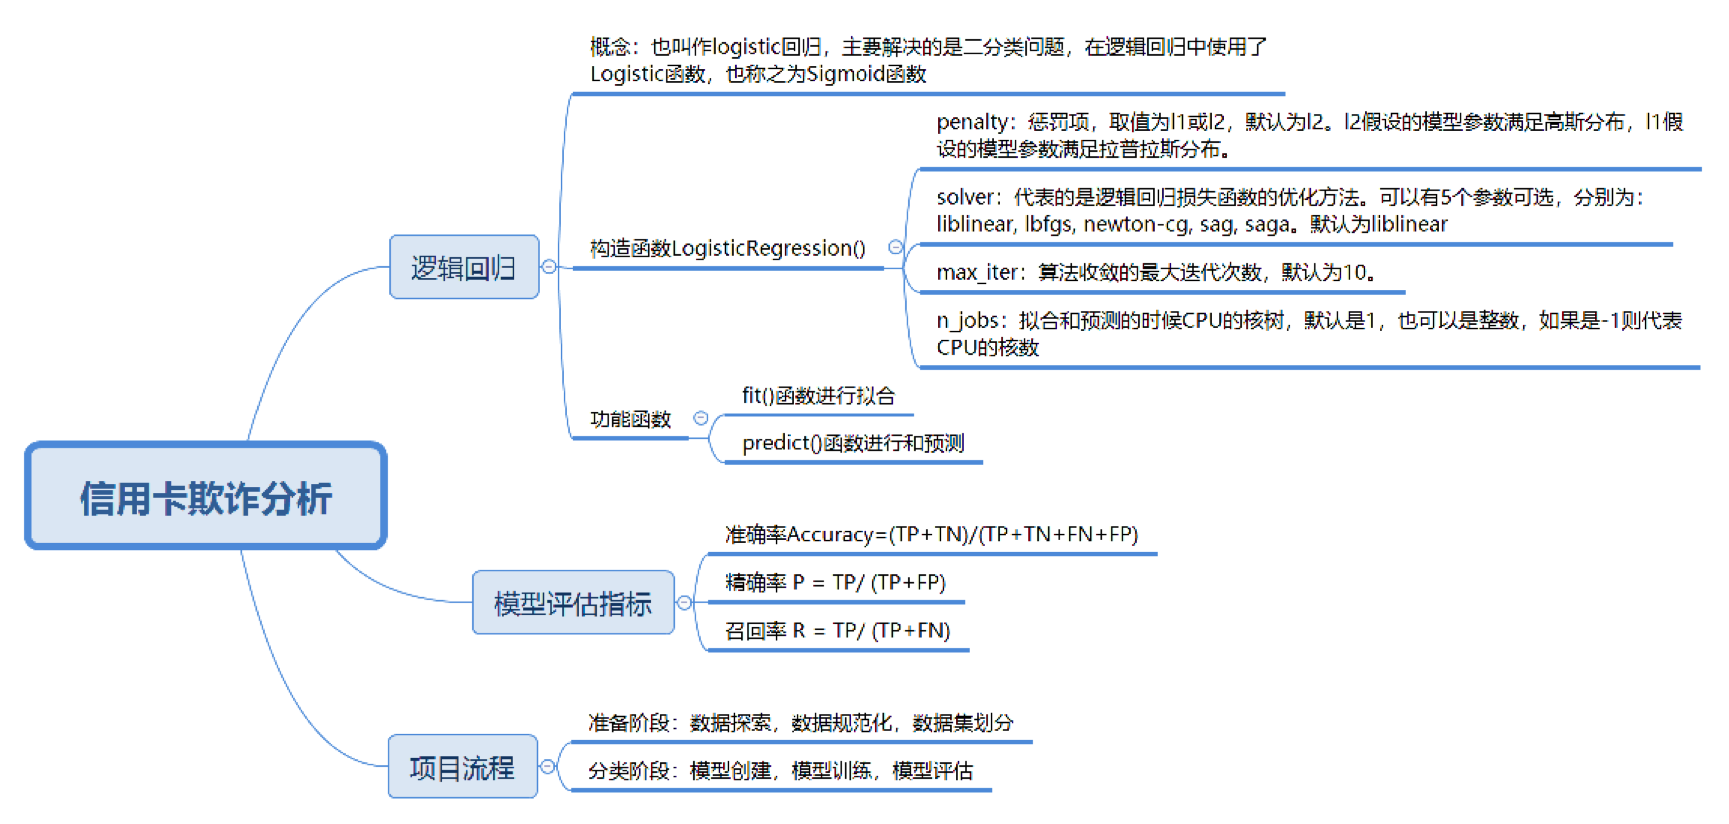 概念：也叫作logistic回归，主要解决的是二分类问题，在逻辑回归中使用了
Logistic函数，也称之为Sigmoid函数
penalty：惩罚项，取值为l1或l2，默认为l2。l2假设的模型参数满足高斯分布，l1假
设的模型参数满足拉普拉斯分布。
solver：代表的是逻辑回归损失函数的优化方法。可以有5个参数可选，分别为：
liblinear, lbfgs, newton-cg, sag, saga。默认为liblinear
构造函数LogisticRegression()
逻辑回归
max_iter：算法收敛的最大迭代次数，默认为10。
n_jobs：拟合和预测的时候CPU的核树，默认是1，也可以是整数，如果是-1则代表
CPU的核数
功能函数
fit()函数进行拟合
predict()函数进行和预测
信用卡欺诈分析
模型评估指标
准确率Accuracy=(TP+TN)/(TP+TN+FN+FP)
精确率 P = TP/ (TP+FP)
召回率 R = TP/ (TP+FN)
项目流程
准备阶段：数据探索，数据规范化，数据集划分
分类阶段：模型创建，模型训练，模型评估